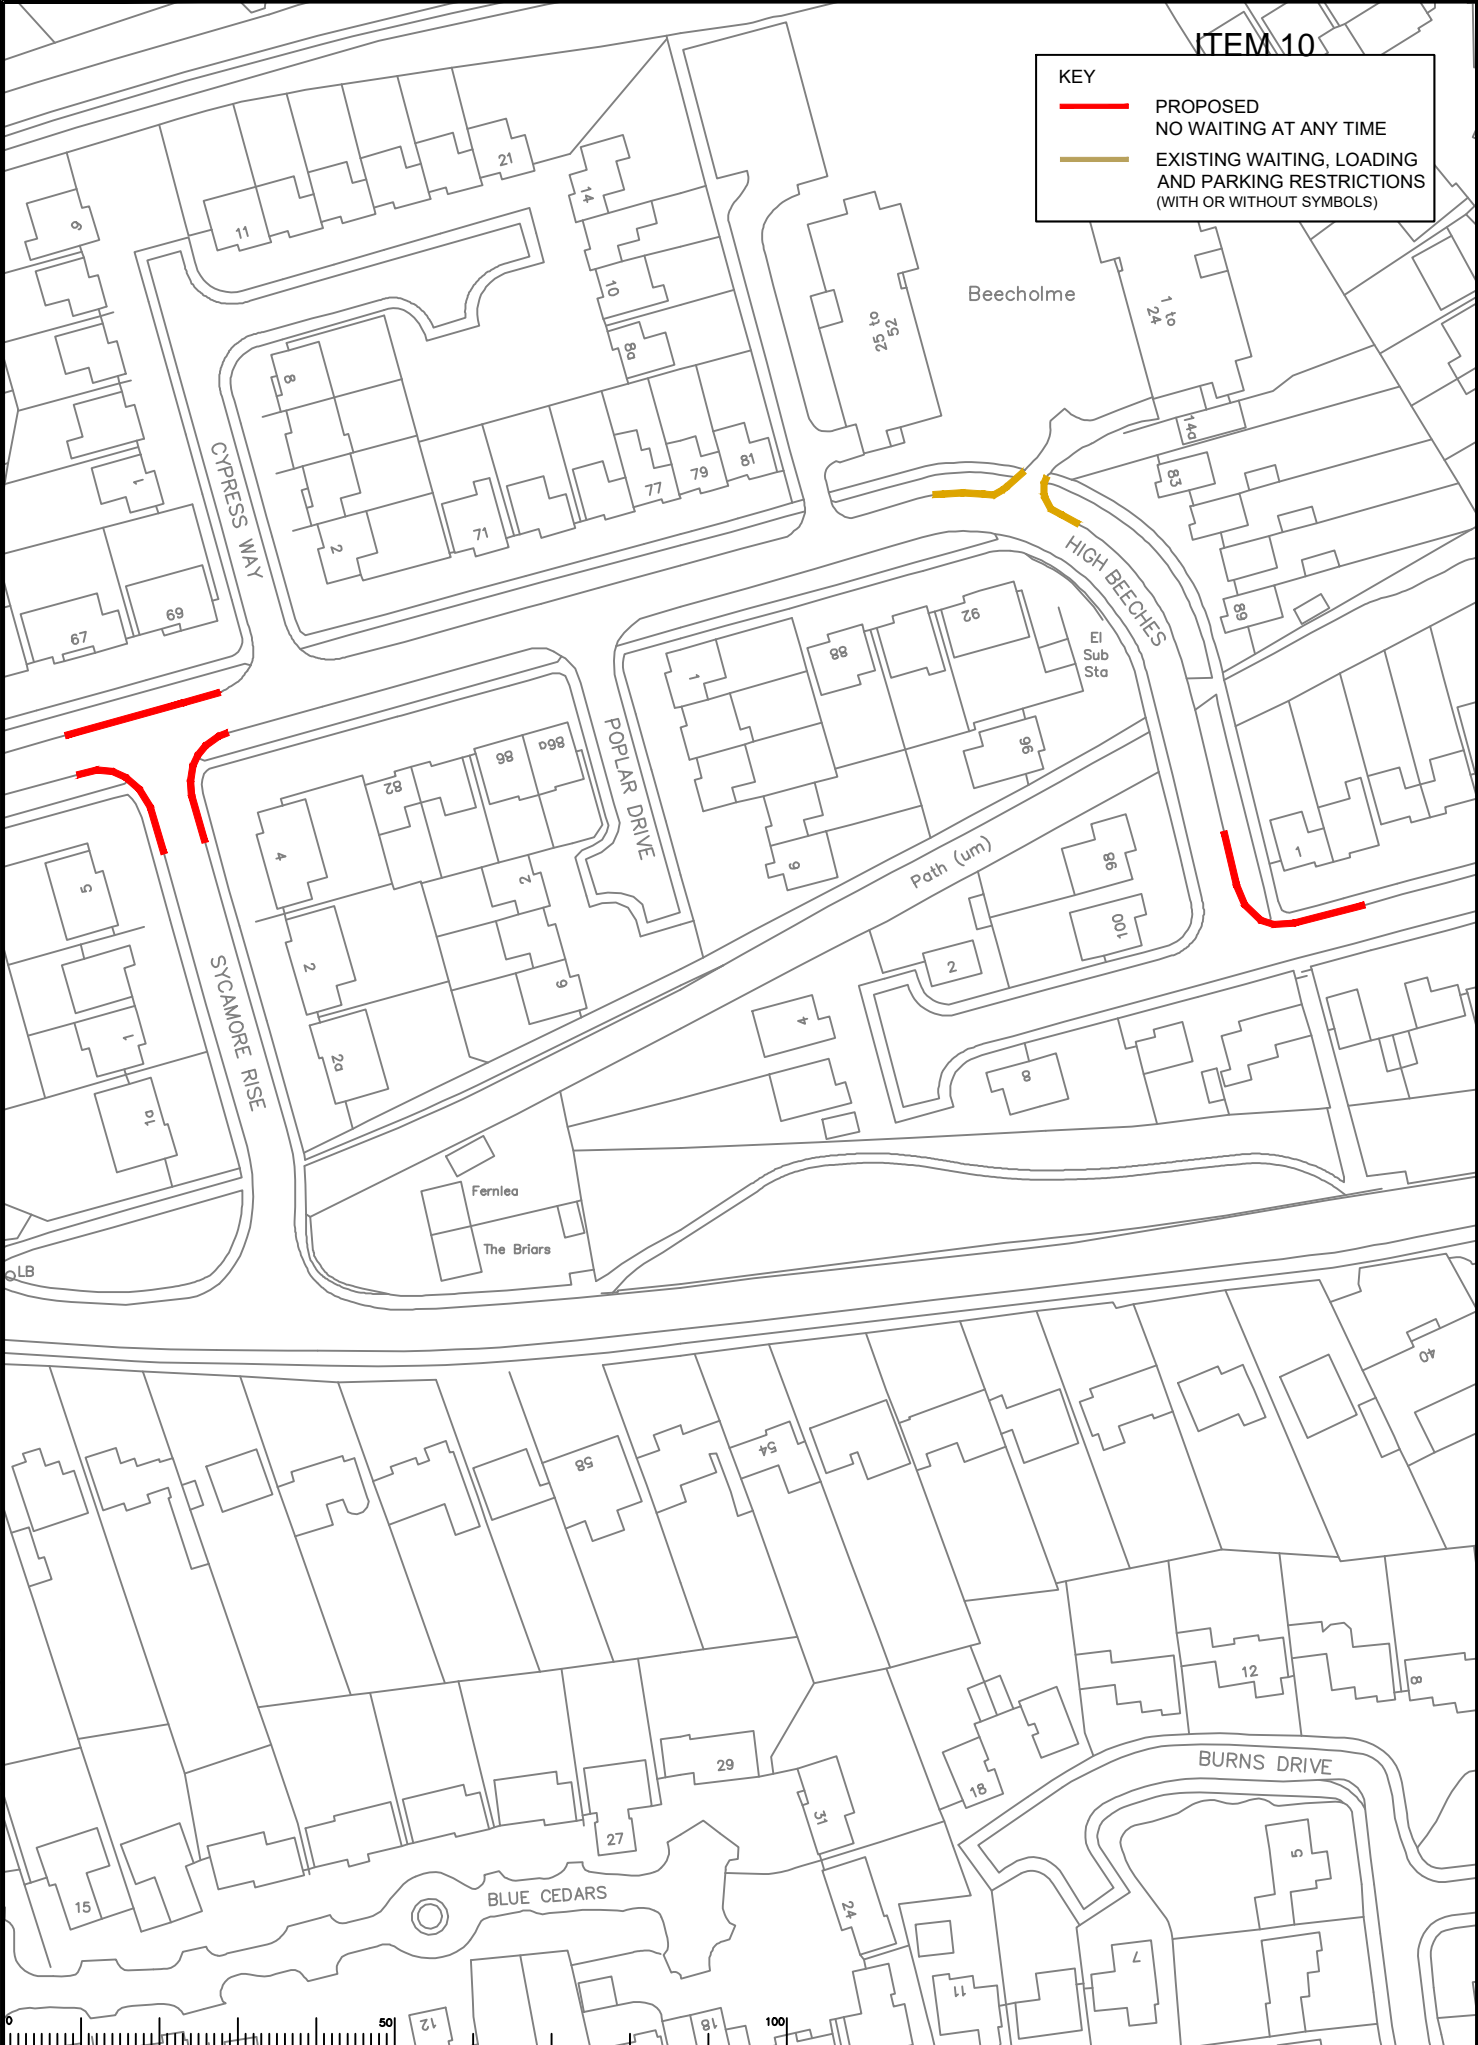 ITEM 10
KEY
PROPOSED
NO WAITING AT ANY TIME
EXISTING WAITING, LOADING
AND PARKING RESTRICTIONS
(WITH OR WITHOUT SYMBOLS)
21
14
9
11
10
Beecholme
1 to
24
25 to
52
8a
8
14a
CYPRESS WAY
81
79
77
83
1
71
2
HIGH BEECHES
69
67
89
92
88
El
Sub
Sta
1
POPLAR DRIVE
96
86a
86
82
4
Path (um)
98
1
6
5
2
100
2
2
9
SYCAMORE RISE
4
1
2a
8
1a
Fernlea
The Briars
LB
40
54
58
12
8
BURNS DRIVE
29
18
31
27
5
BLUE CEDARS
15
24
7
11
0
50
100
12
18